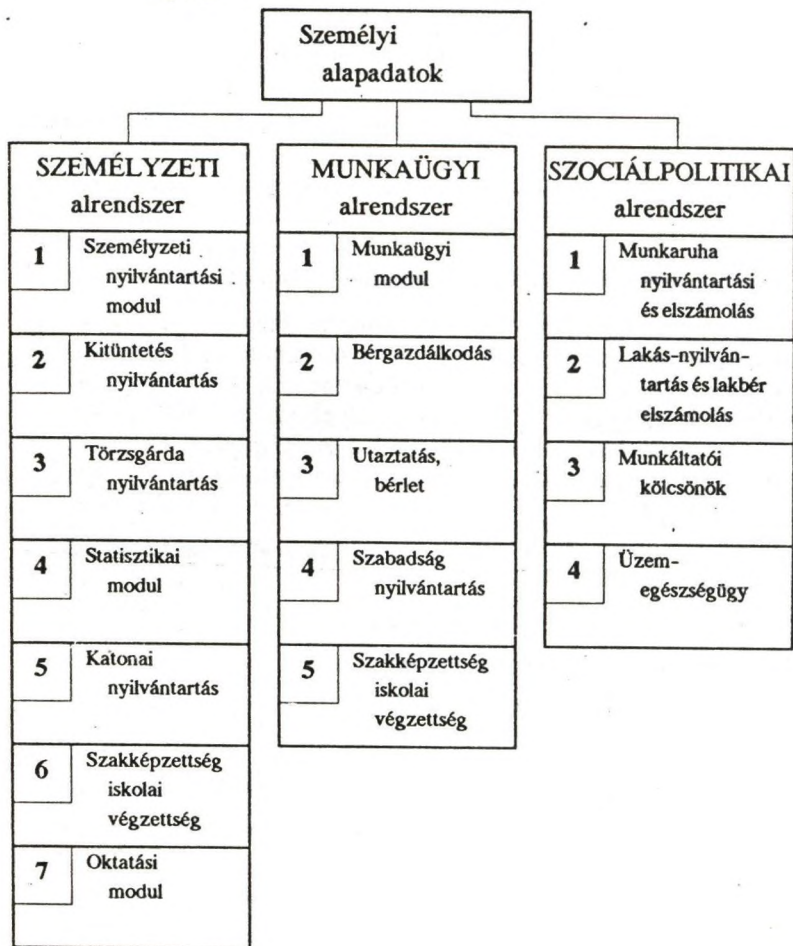 Személyi
alapadatok
SZEMÉLYZETI
alrendszer
1 Személyzeti
nyilvántartási
modul
2 Kitüntetés
nyilvántartás
3 Törzsgárda
nyilvántartás
4 Statisztikai
modul
5 Katonai
nyilvántartás
6 Szakképzettség
iskolai
végzettség
7 Oktatási
modul
MUNKAÜGYI
alrendszer
1 Munkaügyi
modul
2 Bérgazdálkodás
3 Utaztatás,
bérlet
4 Szabadság
nyilvántartás
5 Szakképzettség
iskolai
végzettség
SZOCIÁLPOLITIKAI
alrendszer
1 Munkaruha
nyilvántartási
és elszámolás
2 Lakás-nyilván-
tartás és lakbér
elszámolás
3 Munkáltatói
kölcsönök
4 Üzem-
egészségügy